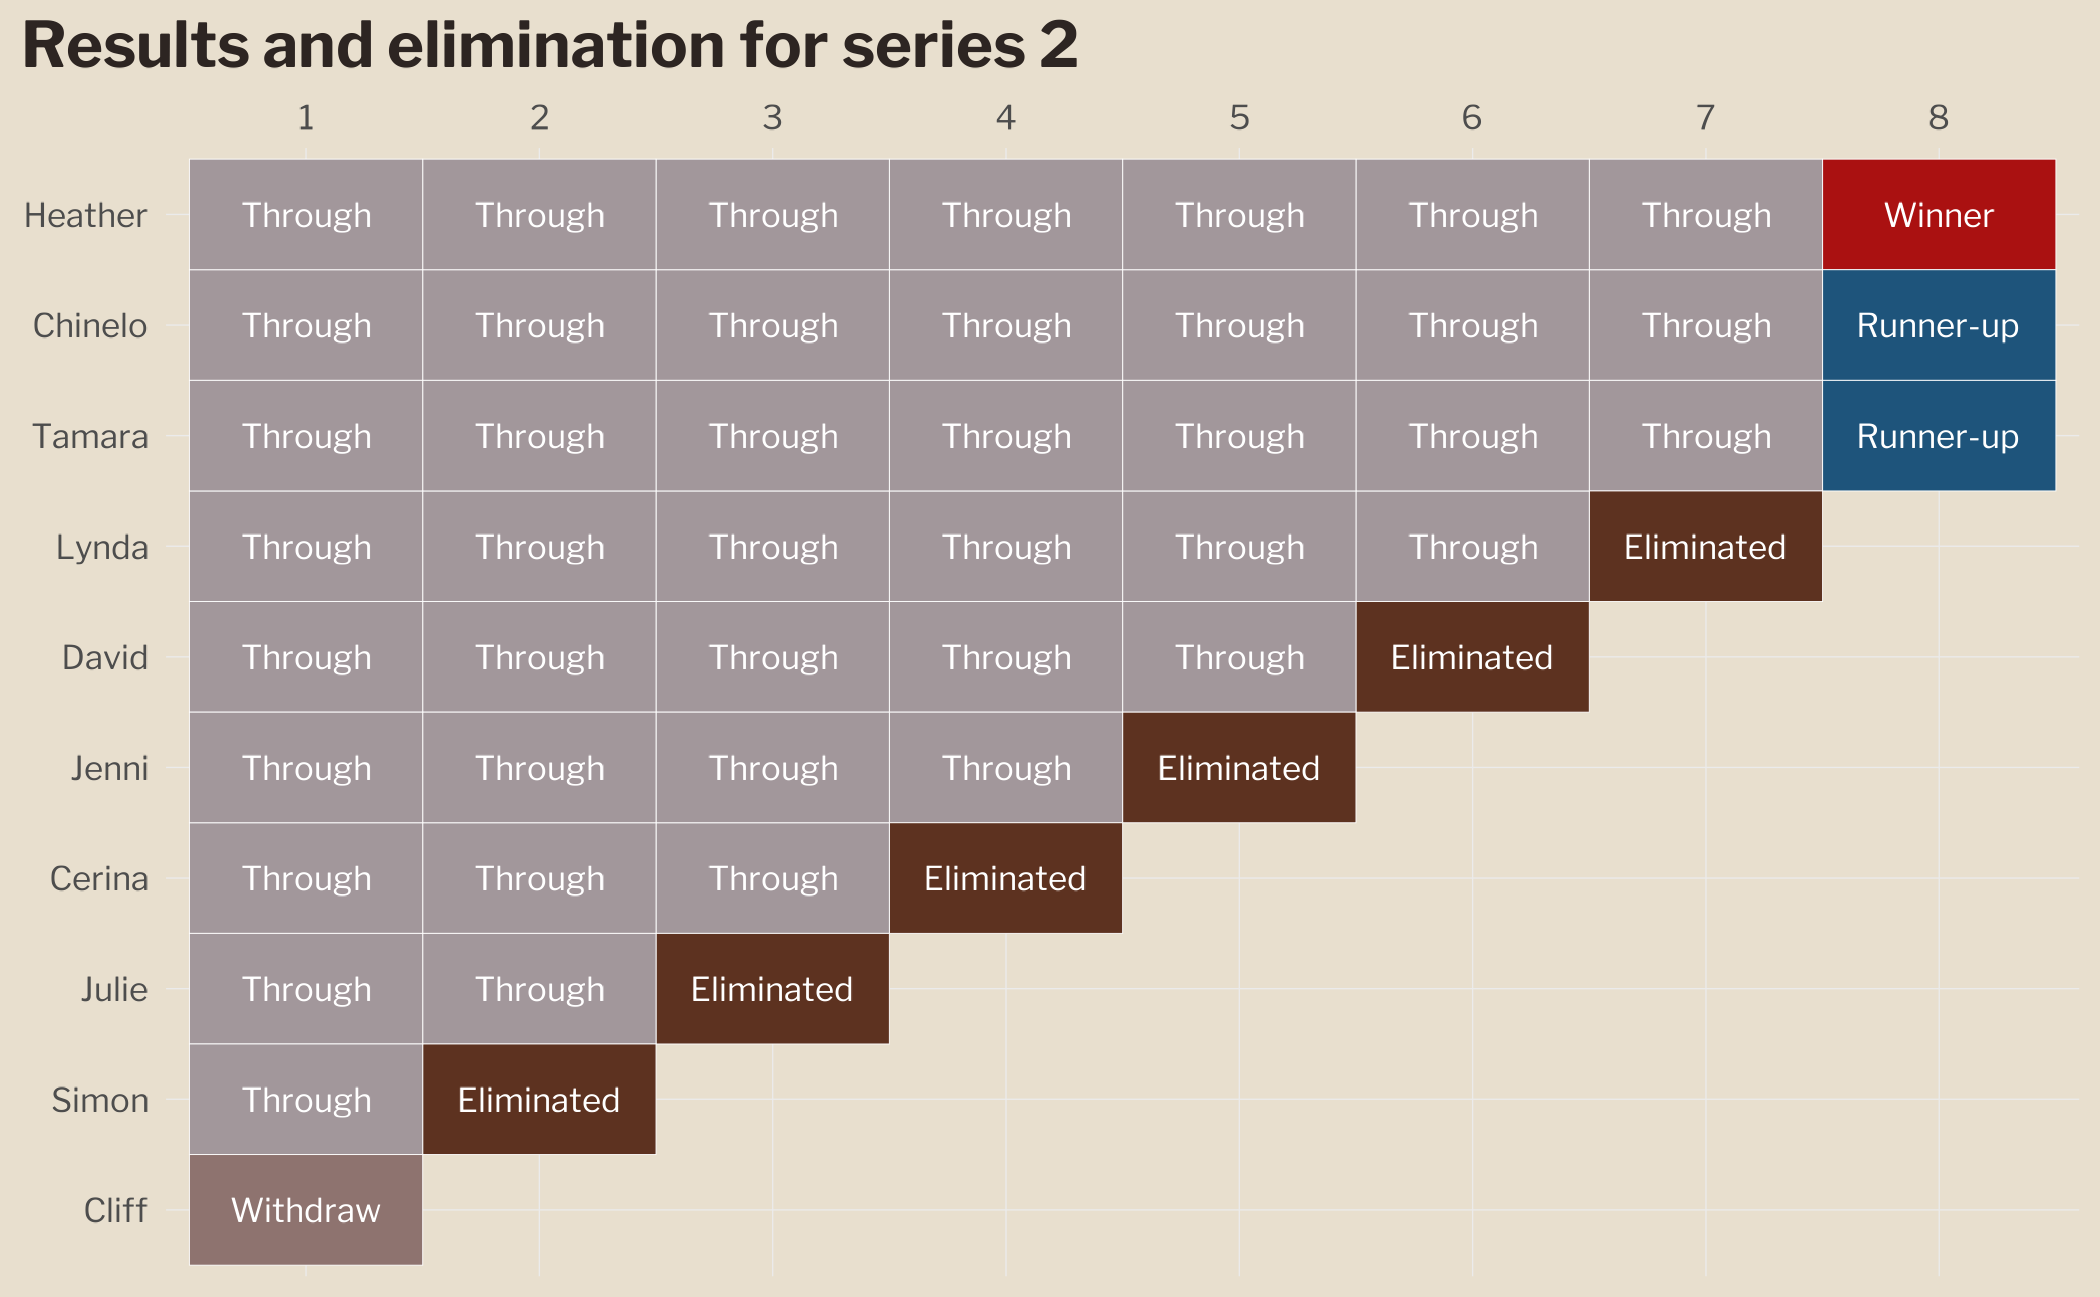 Results and elimination for series 2
1 2 3 4 5 6 7 8
Heather Through Through Through Through Through Through Through Winner
Chinelo Through Through Through Through Through Through Through Runner-up
Tamara Through Through Through Through Through Through Through Runner-up
Lynda Through Through Through Through Through Through Eliminated
David Through Through Through Through Through Eliminated
Jenni Through Through Through Through Eliminated
Cerina Through Through Through Eliminated
Julie Through Through Eliminated
Simon Through Eliminated
Cliff Withdraw